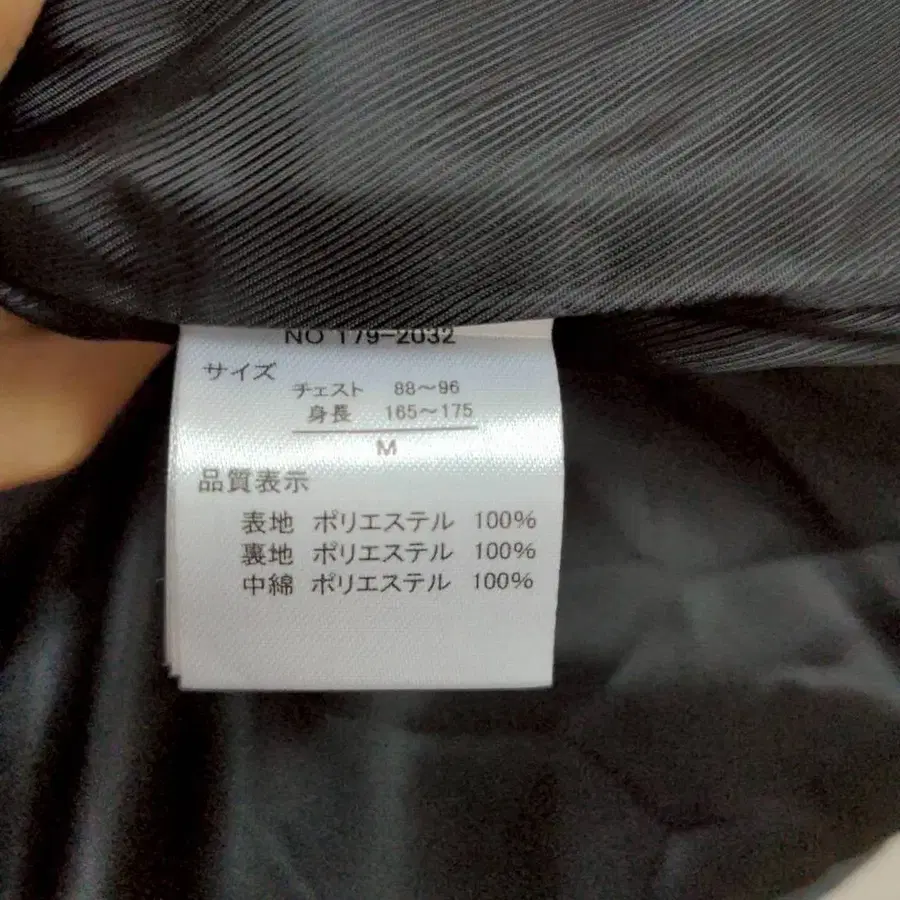 NO 179-2032
サイズ
チェスト 88～96
身長 165～175
M
品質表示
表地 ポリエステル 100%
裏地 ポリエステル 100%
中綿 ポリエステル 100%